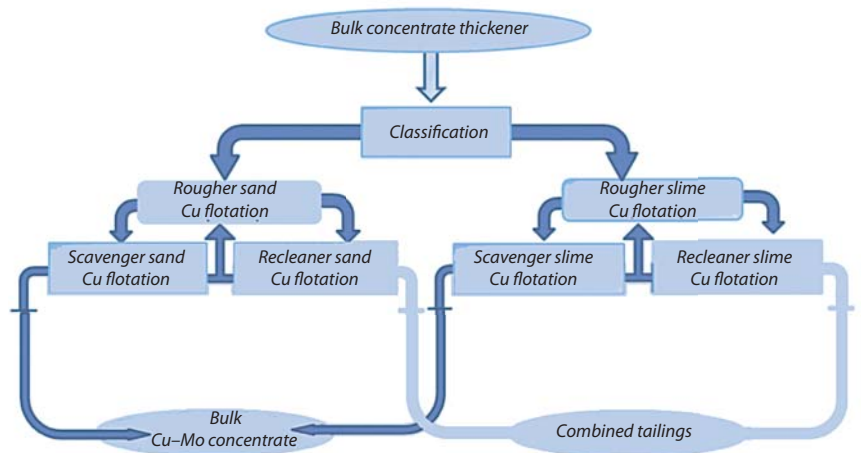 Bulk concentrate thickener
Classification
Rougher sand
Cu flotation
Rougher slime
Cu flotation
Scavenger sand
Cu flotation
Recleaner sand
Cu flotation
Scavenger slime
Cu flotation
Recleaner slime
Cu flotation
Bulk
Cu–Mo concentrate
Combined tailings